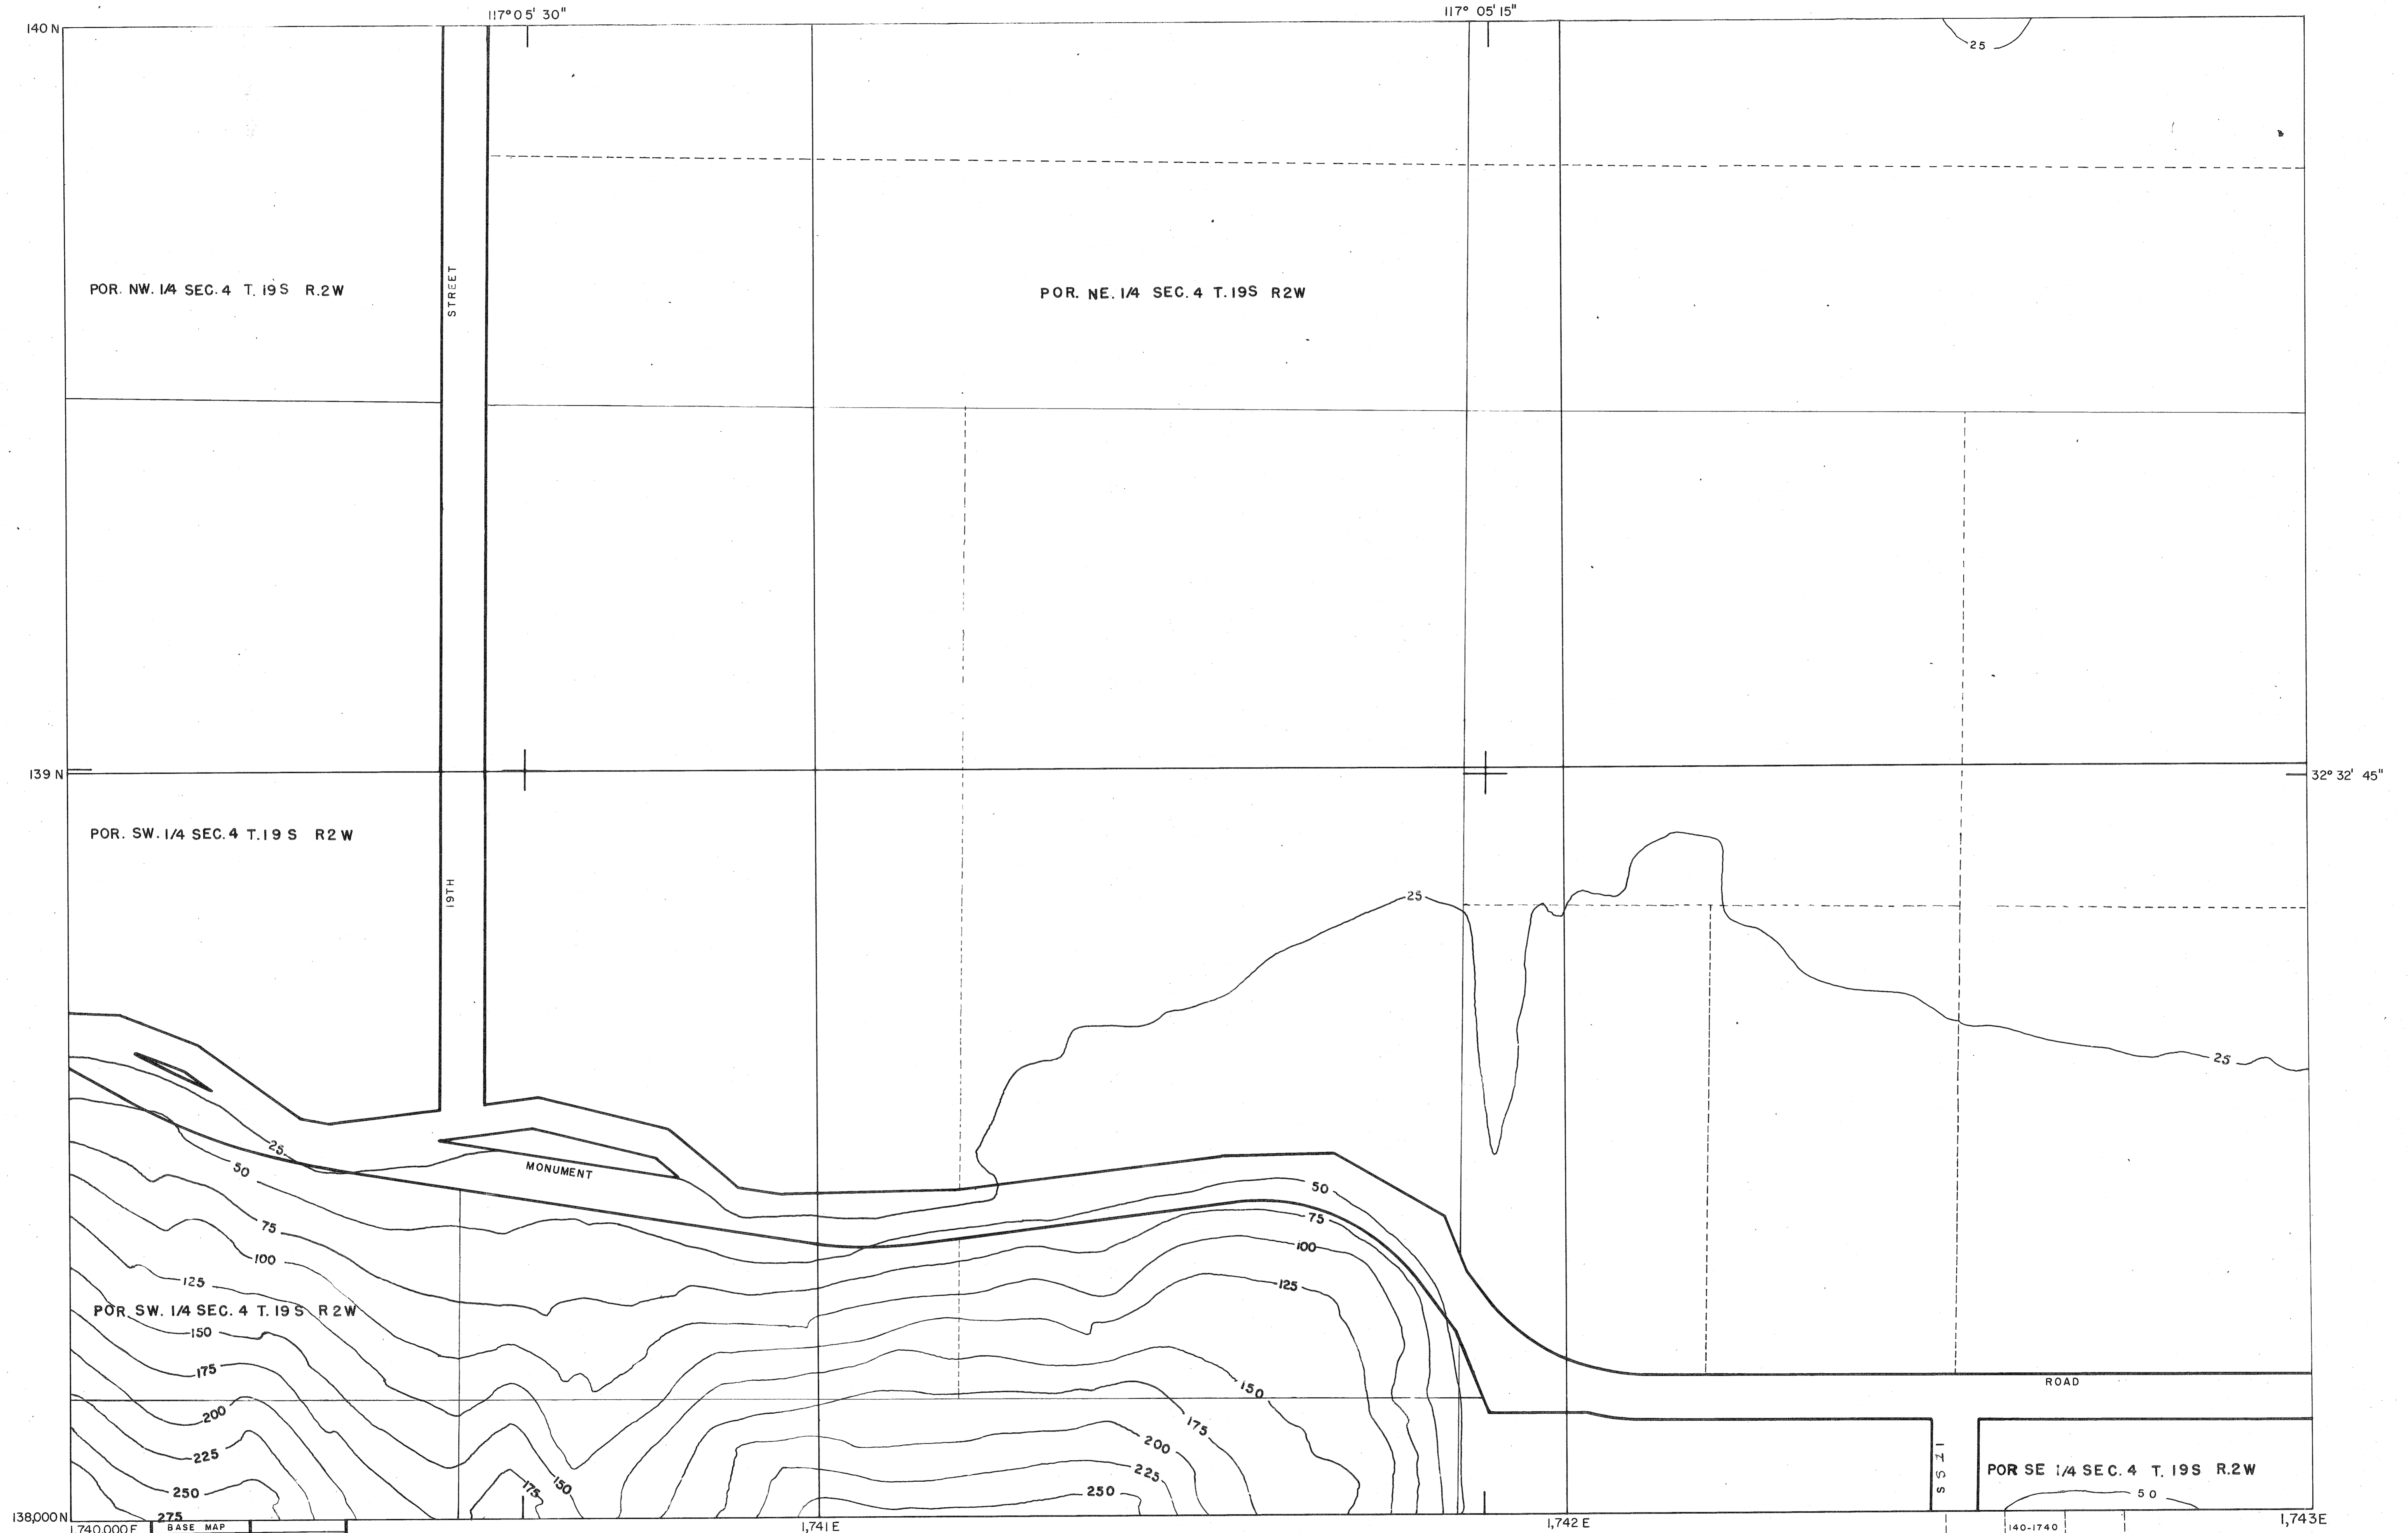 117° 05' 30"
117° 05' 15"
140 N
25
STREET
POR. NW. 1/4 SEC. 4 T. 19S R.2W
POR. NE. 1/4 SEC. 4 T. 19S R2W
139 N
32° 32' 45"
POR. SW. 1/4 SEC. 4 T. 19 S R2W
19TH
25
25
25
50
MONUMENT
50
75
75
100
100
125
125
POR. SW. 1/4 SEC. 4 T. 19 S R 2W
150
175
ROAD
150
200
175
200
225
225
250
175
150
250
POR SE 1/4 SEC. 4 T. 19S R.2W
50
275
138,000 N
1,740,000 E
BASE MAP
1,741 E
1,742 E
140-1740
1,743E